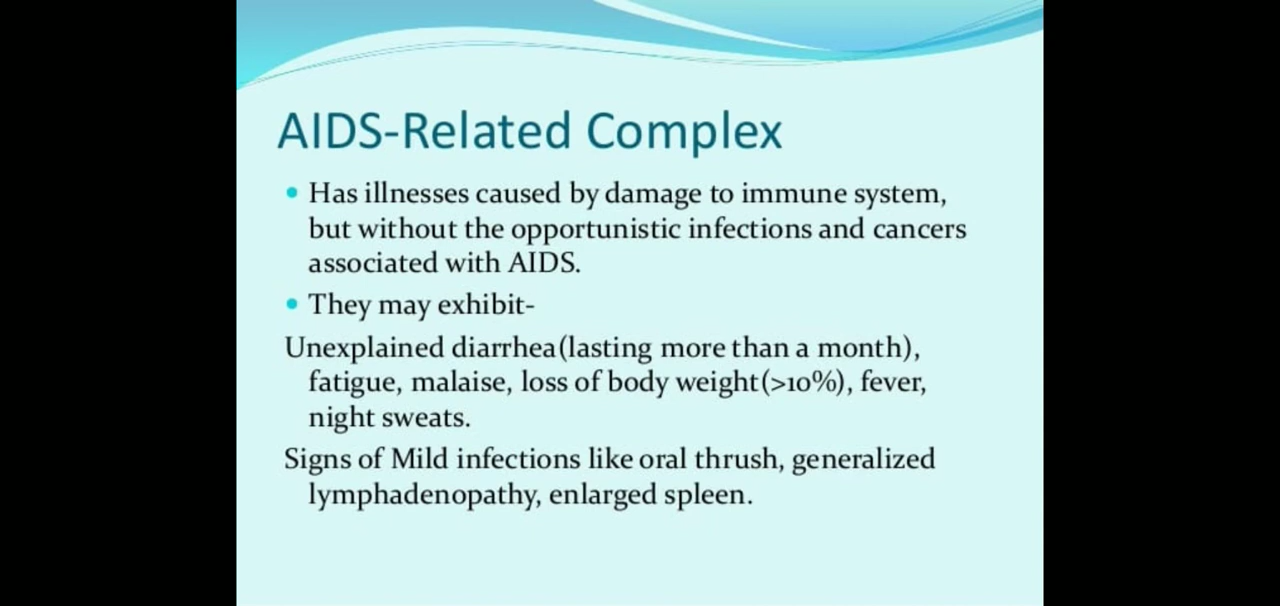 AIDS-Related Complex
Has illnesses caused by damage to immune system,
but without the opportunistic infections and cancers
associated with AIDS.
They may exhibit-
Unexplained diarrhea(lasting more than a month),
fatigue, malaise, loss of body weight(>10%), fever,
night sweats.
Signs of Mild infections like oral thrush, generalized
lymphadenopathy, enlarged spleen.